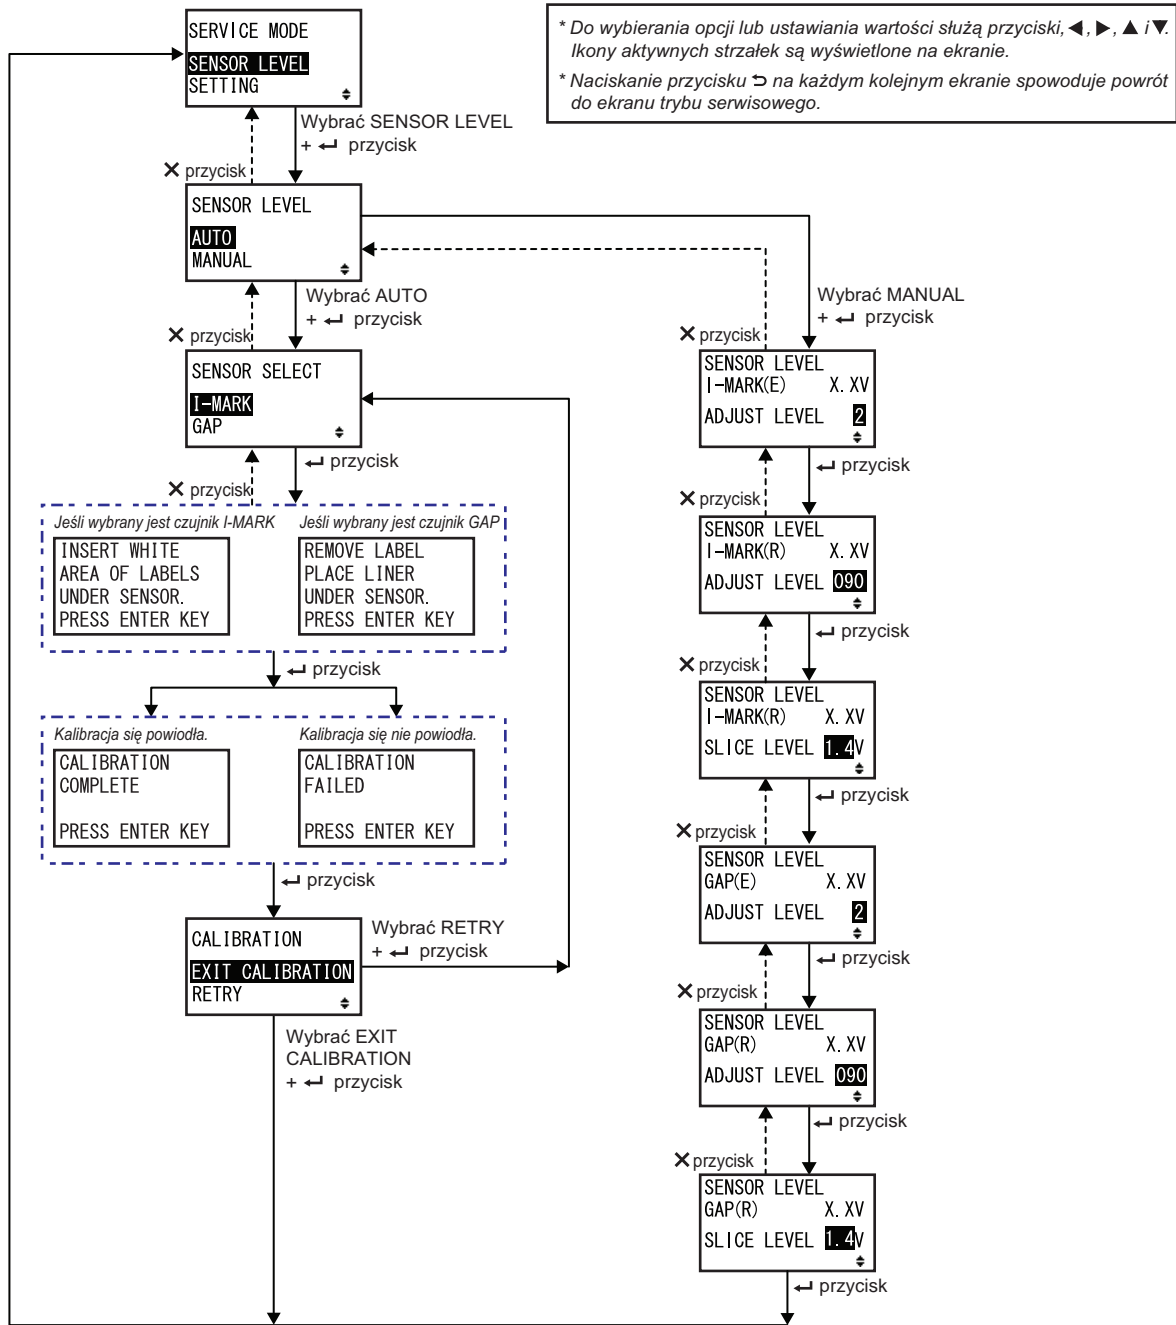 * Do wybierania opcji lub ustawiania wartości służą przyciski, ◀, ▶, ▲ i ▼.
Ikony aktywnych strzałek są wyświetlone na ekranie.
* Naciskanie przycisku ⮌ na każdym kolejnym ekranie spowoduje powrót
do ekranu trybu serwisowego.
SERVICE MODE
SENSOR LEVEL
SETTING
Wybrać SENSOR LEVEL
+ ↵ przycisk
✕ przycisk
SENSOR LEVEL
AUTO
MANUAL
Wybrać AUTO
+ ↵ przycisk
✕ przycisk
SENSOR SELECT
I-MARK
GAP
↵ przycisk
✕ przycisk
Jeśli wybrany jest czujnik I-MARK
INSERT WHITE
AREA OF LABELS
UNDER SENSOR.
PRESS ENTER KEY
Jeśli wybrany jest czujnik GAP
REMOVE LABEL
PLACE LINER
UNDER SENSOR.
PRESS ENTER KEY
↵ przycisk
Kalibracja się powiodła.
CALIBRATION
COMPLETE
PRESS ENTER KEY
Kalibracja się nie powiodła.
CALIBRATION
FAILED
PRESS ENTER KEY
↵ przycisk
CALIBRATION
EXIT CALIBRATION
RETRY
Wybrać RETRY
+ ↵ przycisk
Wybrać EXIT
CALIBRATION
+ ↵ przycisk
Wybrać MANUAL
+ ↵ przycisk
✕ przycisk
SENSOR LEVEL
I-MARK(E) X.XV
ADJUST LEVEL 2
↵ przycisk
✕ przycisk
SENSOR LEVEL
I-MARK(R) X.XV
ADJUST LEVEL 090
↵ przycisk
✕ przycisk
SENSOR LEVEL
I-MARK(R) X.XV
SLICE LEVEL 1.4V
↵ przycisk
✕ przycisk
SENSOR LEVEL
GAP(E) X.XV
ADJUST LEVEL 2
↵ przycisk
✕ przycisk
SENSOR LEVEL
GAP(R) X.XV
ADJUST LEVEL 090
↵ przycisk
✕ przycisk
SENSOR LEVEL
GAP(R) X.XV
SLICE LEVEL 1.4V
↵ przycisk